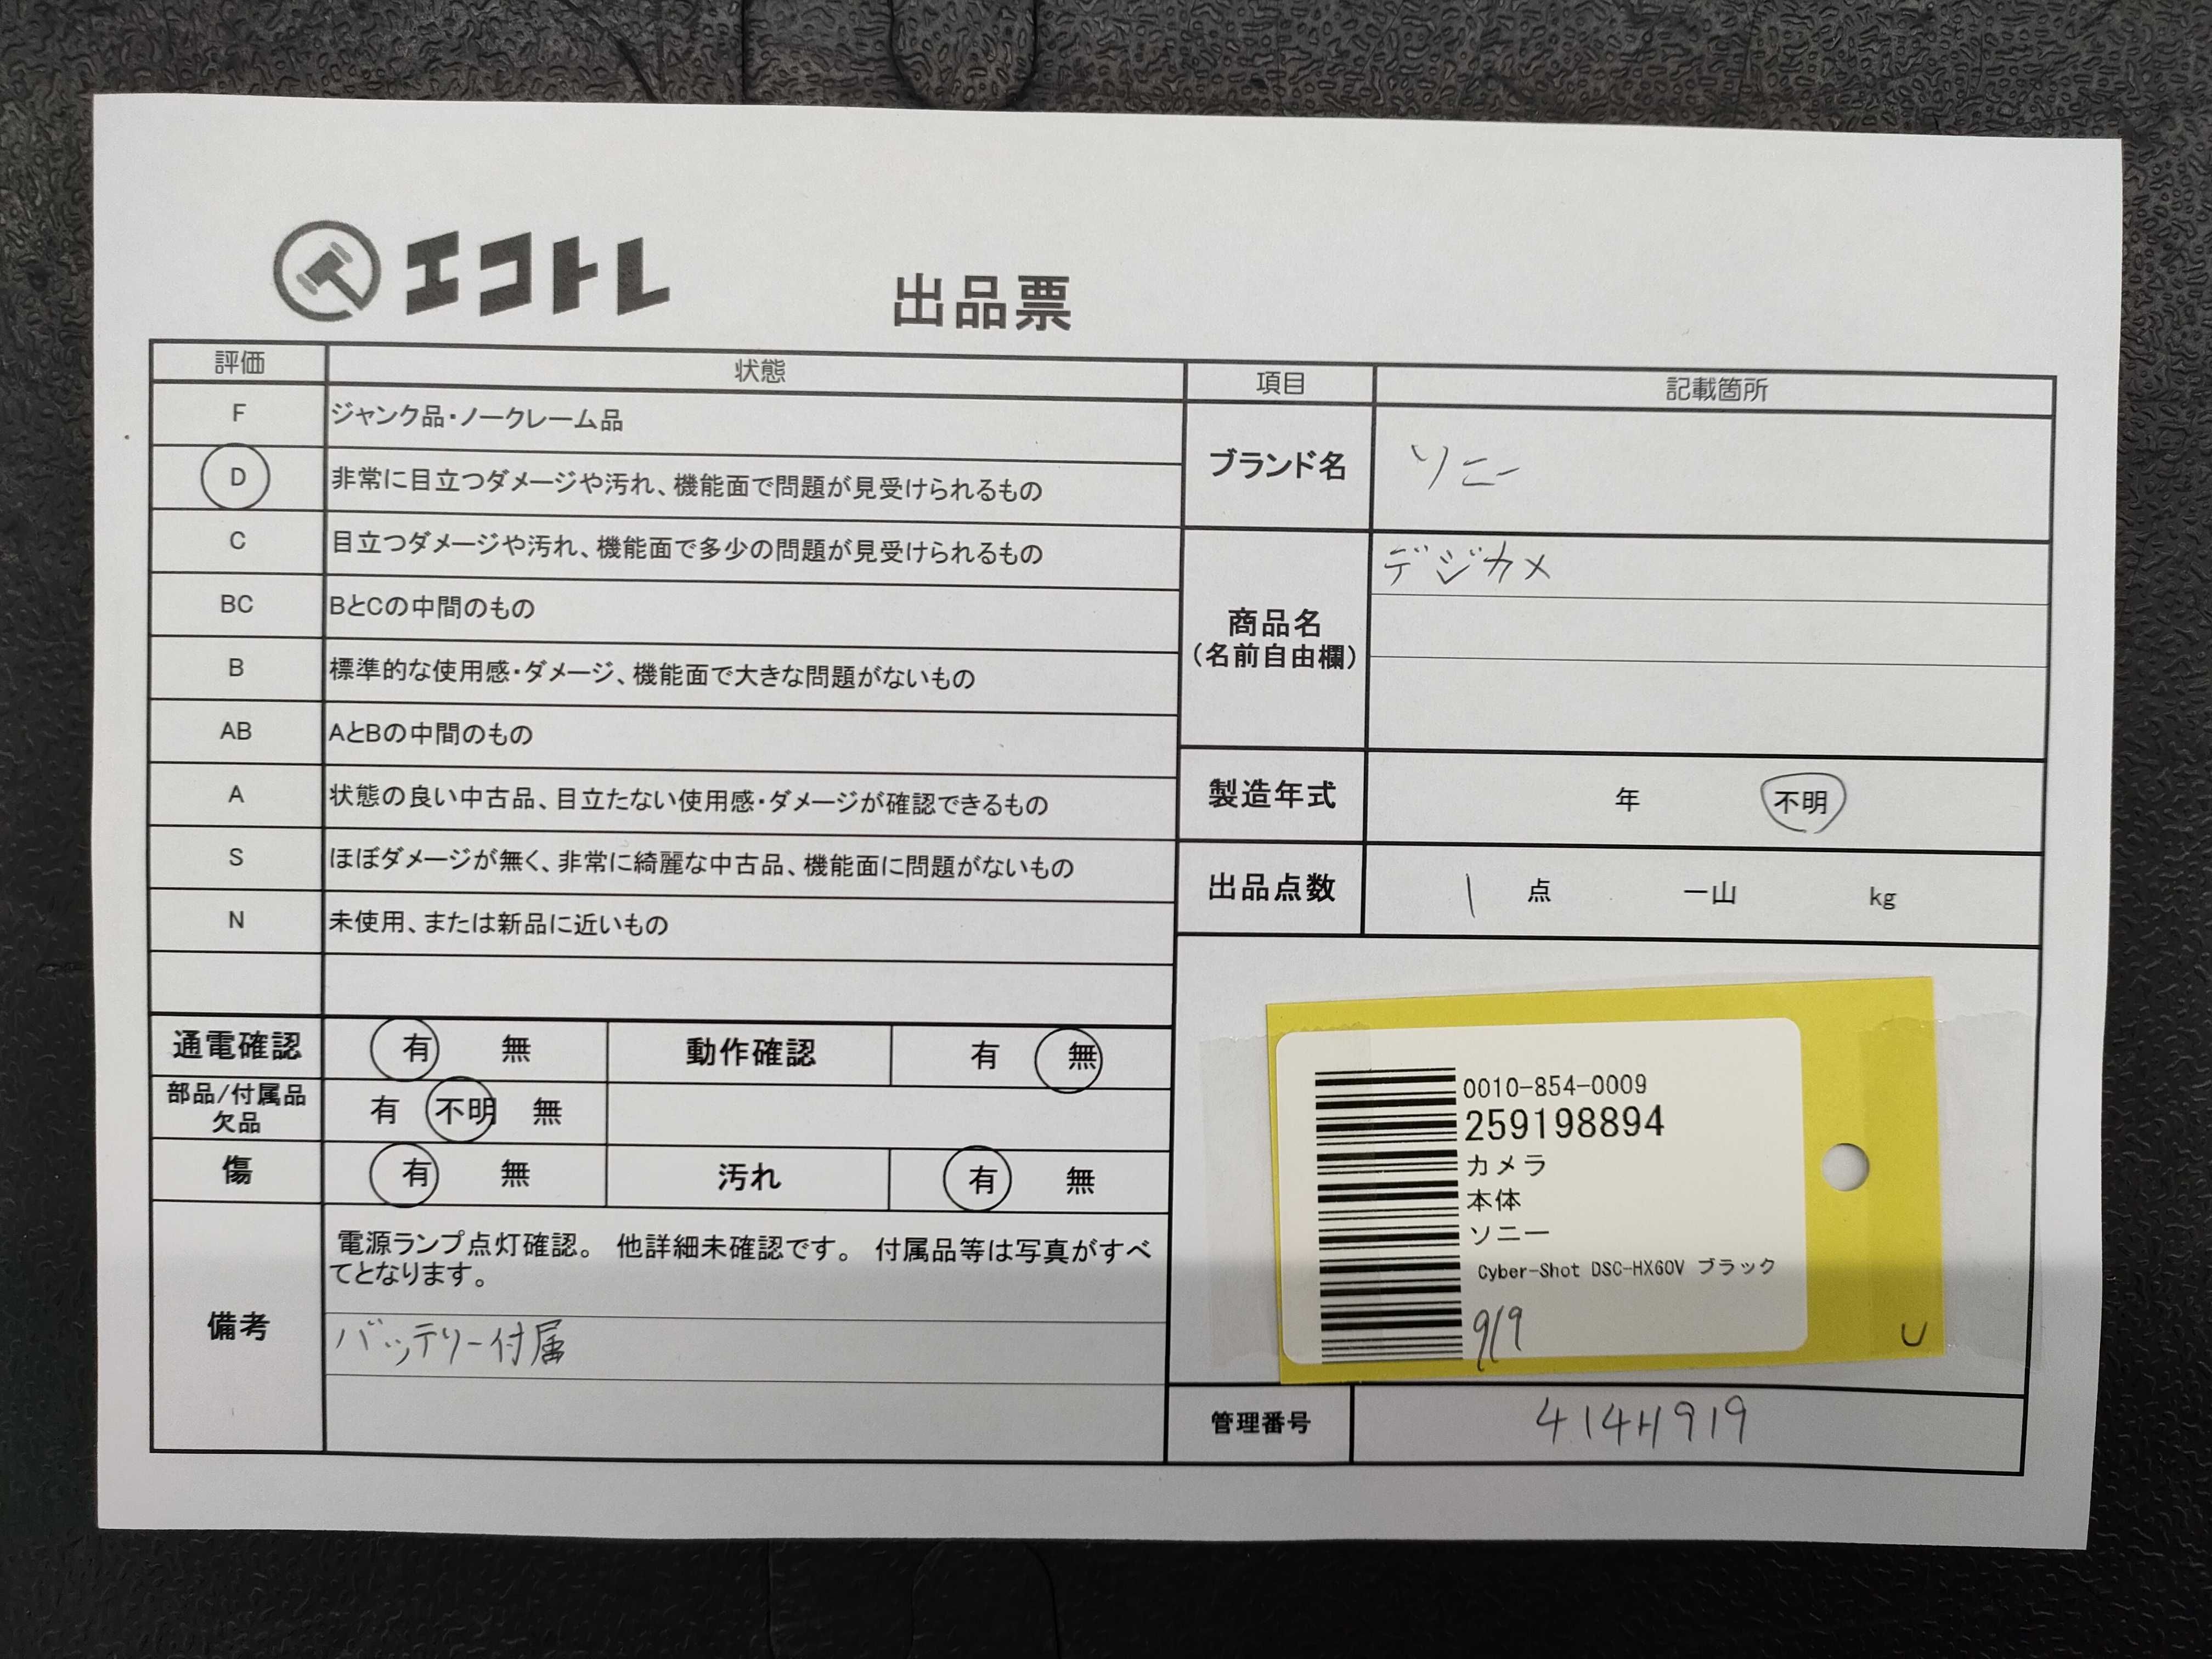 エコトレ
出品票
評価 状態
F ジャンク品・ノークレーム品
D 非常に目立つダメージや汚れ、機能面で問題が見受けられるもの
C 目立つダメージや汚れ、機能面で多少の問題が見受けられるもの
BC BとCの中間のもの
B 標準的な使用感・ダメージ、機能面で大きな問題がないもの
AB AとBの中間のもの
A 状態の良い中古品、目立たない使用感・ダメージが確認できるもの
S ほぼダメージが無く、非常に綺麗な中古品、機能面に問題がないもの
N 未使用、または新品に近いもの
通電確認 有 無 動作確認 有 無
部品/付属品
欠品 有 不明 無
傷 有 無 汚れ 有 無
備考
電源ランプ点灯確認。 他詳細未確認です。 付属品等は写真がすべ
てとなります。
バッテリー付属
項目 記載箇所
ブランド名 ソニー
商品名
(名前自由欄)
デジカメ
製造年式 年 不明
出品点数 1 点 一山 kg
0010-854-0009
259198894
カメラ
本体
ソニー
Cyber-Shot DSC-HX60V ブラック
9/9
U
管理番号 414H919